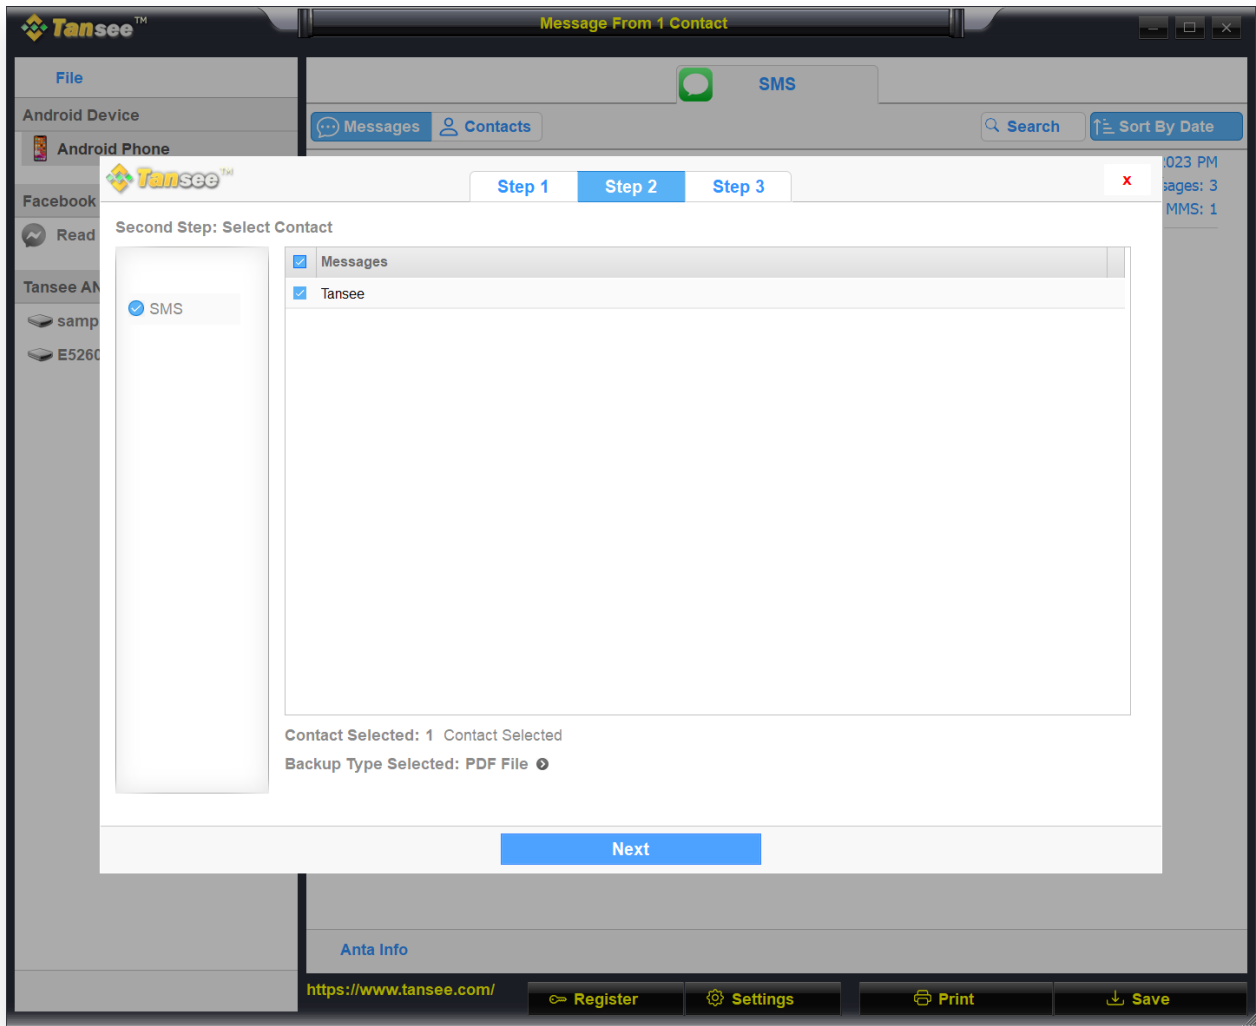 Tansee™
Message From 1 Contact
File
SMS
Android Device
Messages
Contacts
Search
Sort By Date
Android Phone
2023 PM
Tansee™
Step 1
Step 2
Step 3
x
sages: 3
Facebook
MMS: 1
Second Step: Select Contact
Read
Messages
Tansee AN
Tansee
SMS
samp
E5260
Contact Selected: 1 Contact Selected
Backup Type Selected: PDF File
Next
Anta Info
https://www.tansee.com/
Register
Settings
Print
Save